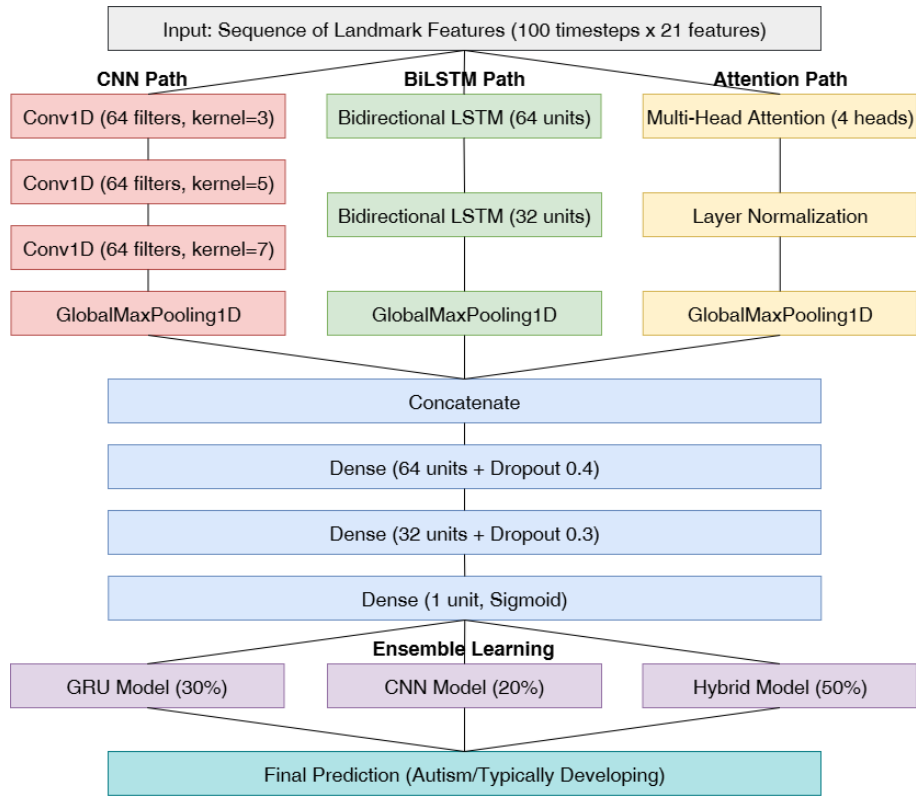 Input: Sequence of Landmark Features (100 timesteps x 21 features)
CNN Path
BiLSTM Path
Attention Path
Conv1D (64 filters, kernel=3)
Bidirectional LSTM (64 units)
Multi-Head Attention (4 heads)
Conv1D (64 filters, kernel=5)
Bidirectional LSTM (32 units)
Layer Normalization
Conv1D (64 filters, kernel=7)
GlobalMaxPooling1D
GlobalMaxPooling1D
GlobalMaxPooling1D
Concatenate
Dense (64 units + Dropout 0.4)
Dense (32 units + Dropout 0.3)
Dense (1 unit, Sigmoid)
Ensemble Learning
GRU Model (30%)
CNN Model (20%)
Hybrid Model (50%)
Final Prediction (Autism/Typically Developing)